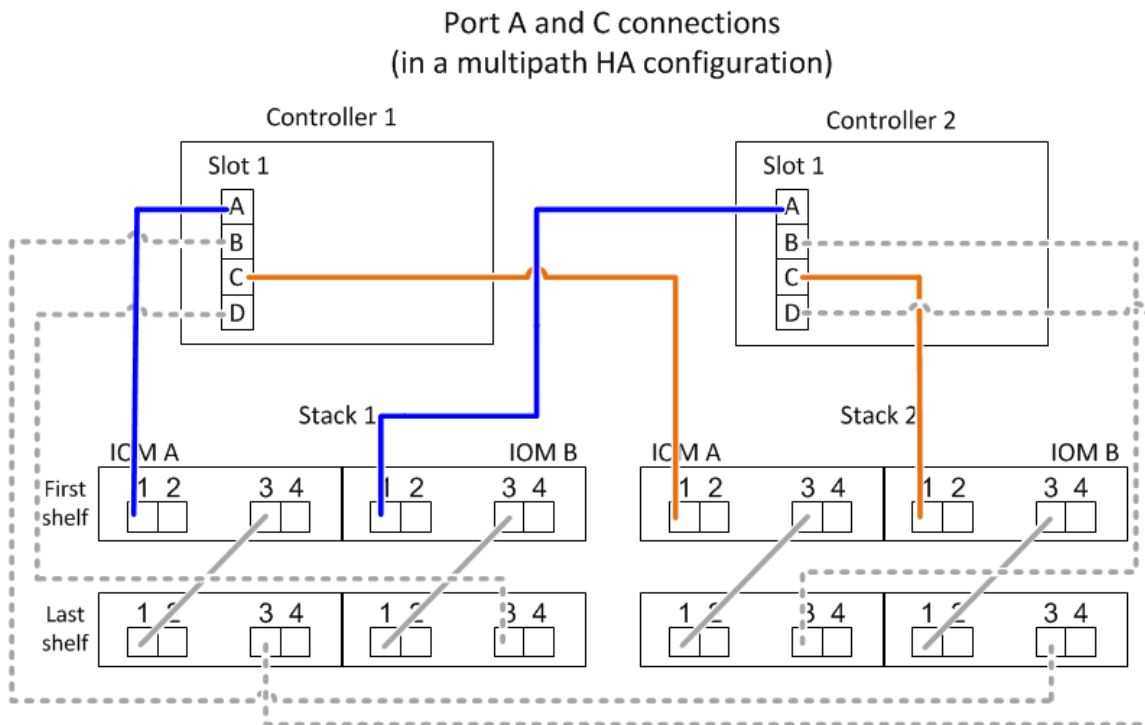 Port A and C connections
(in a multipath HA configuration)
Controller 1
Controller 2
Slot 1
Slot 1
A
B
C
D
A
B
C
D
Stack 1
Stack 2
IOM A
IOM B
IOM A
IOM B
First
shelf
1 2
3 4
1 2
3 4
1 2
3 4
1 2
3 4
Last
shelf
1 2
3 4
1 2
3 4
1 2
3 4
1 2
3 4